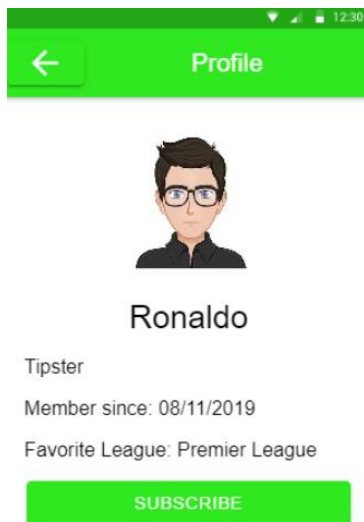 12:30
Profile
Ronaldo
Tipster
Member since: 08/11/2019
Favorite League: Premier League
SUBSCRIBE